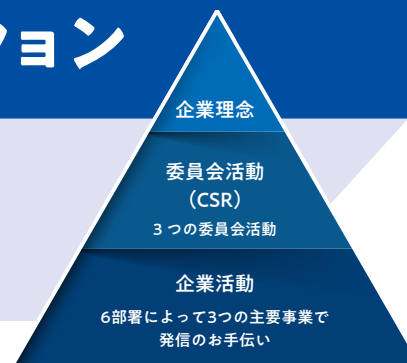 ション
企業理念
委員会活動
(CSR)
3つの委員会活動
企業活動
6部署によって3つの主要事業で
発信のお手伝い